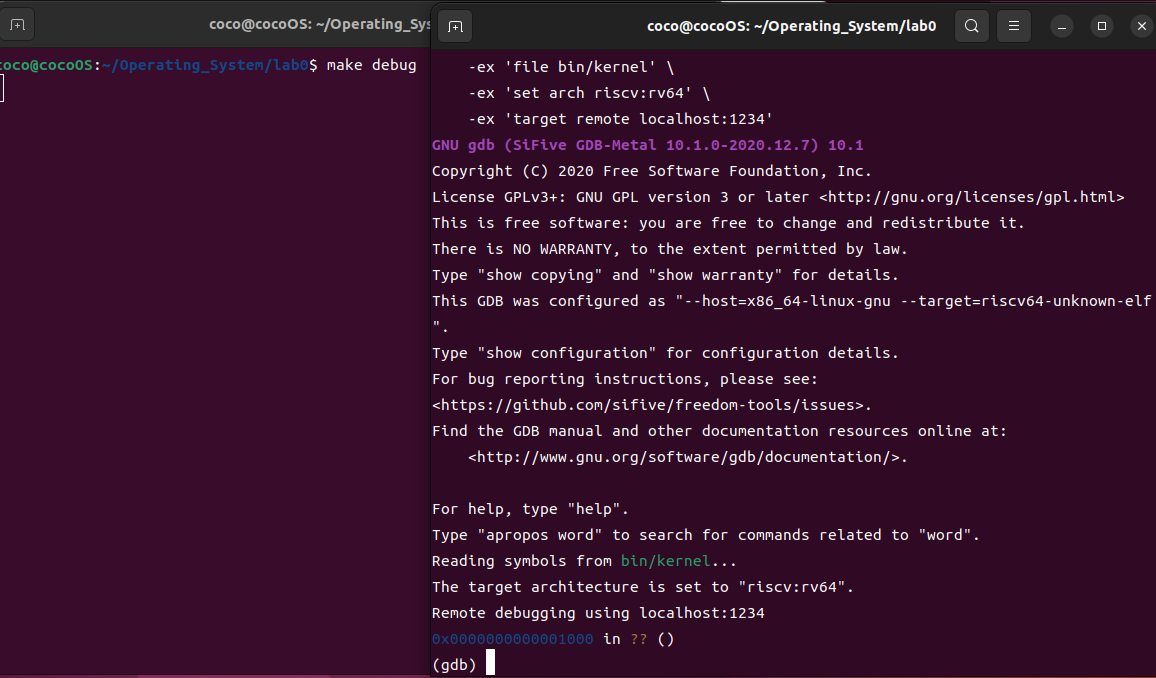 coco@cocoOS: ~/Operating_Sys
oco@cocoOS:~/Operating_System/lab0$ make debug
coco@cocoOS: ~/Operating_System/lab0
-ex 'file bin/kernel' \
-ex 'set arch riscv:rv64' \
-ex 'target remote localhost:1234'
GNU gdb (SiFive GDB-Metal 10.1.0-2020.12.7) 10.1
Copyright (C) 2020 Free Software Foundation, Inc.
License GPLv3+: GNU GPL version 3 or later <http://gnu.org/licenses/gpl.html>
This is free software: you are free to change and redistribute it.
There is NO WARRANTY, to the extent permitted by law.
Type "show copying" and "show warranty" for details.
This GDB was configured as "--host=x86_64-linux-gnu --target=riscv64-unknown-elf
".
Type "show configuration" for configuration details.
For bug reporting instructions, please see:
<https://github.com/sifive/freedom-tools/issues>.
Find the GDB manual and other documentation resources online at:
<http://www.gnu.org/software/gdb/documentation/>.
For help, type "help".
Type "apropos word" to search for commands related to "word".
Reading symbols from bin/kernel...
The target architecture is set to "riscv:rv64".
Remote debugging using localhost:1234
0x0000000000001000 in ?? ()
(gdb)